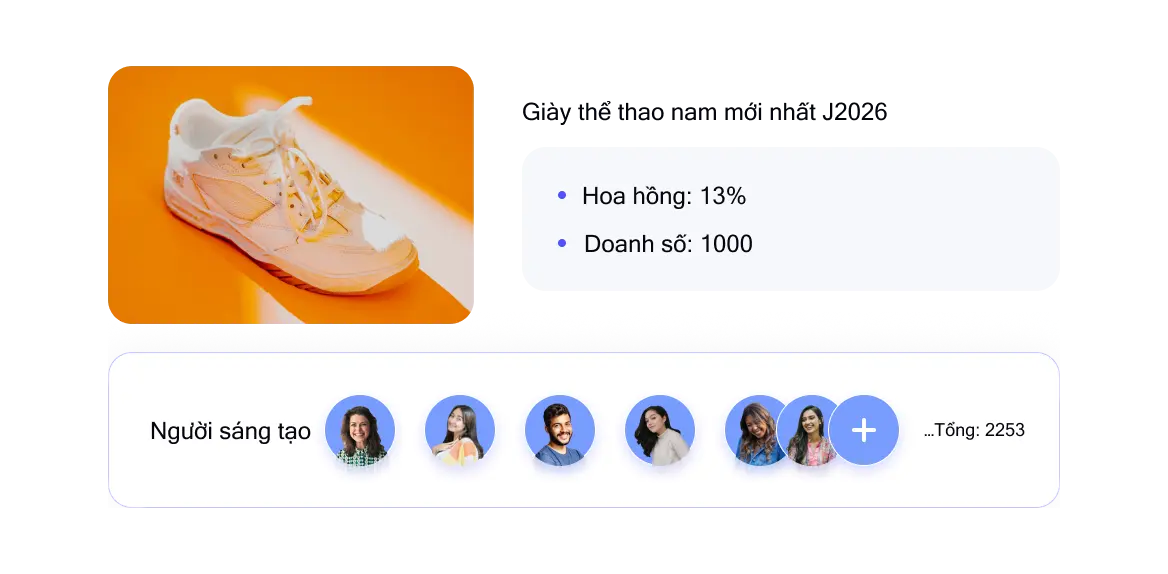 Giày thể thao nam mới nhất J2026
Hoa hồng: 13%
Doanh số: 1000
Người sáng tạo
...Tổng: 2253